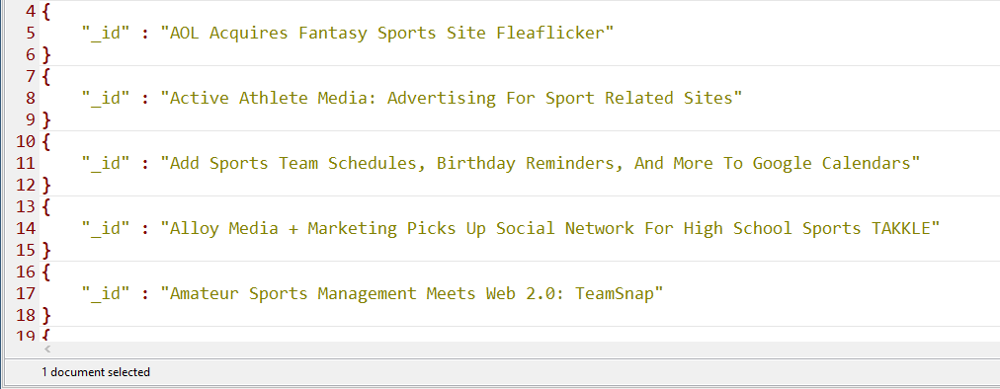 4 {
5 "_id" : "AOL Acquires Fantasy Sports Site Fleaflicker"
6 }
7 {
8 "_id" : "Active Athlete Media: Advertising For Sport Related Sites"
9 }
10 {
11 "_id" : "Add Sports Team Schedules, Birthday Reminders, And More To Google Calendars"
12 }
13 {
14 "_id" : "Alloy Media + Marketing Picks Up Social Network For High School Sports TAKKLE"
15 }
16 {
17 "_id" : "Amateur Sports Management Meets Web 2.0: TeamSnap"
18 }
19 {
1 document selected